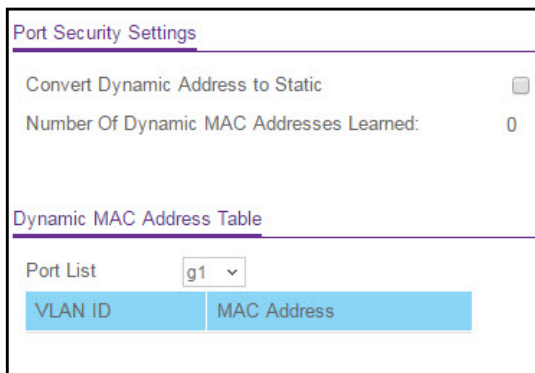 Port Security Settings
Convert Dynamic Address to Static
Number Of Dynamic MAC Addresses Learned: 0
Dynamic MAC Address Table
Port List g1
VLAN ID MAC Address